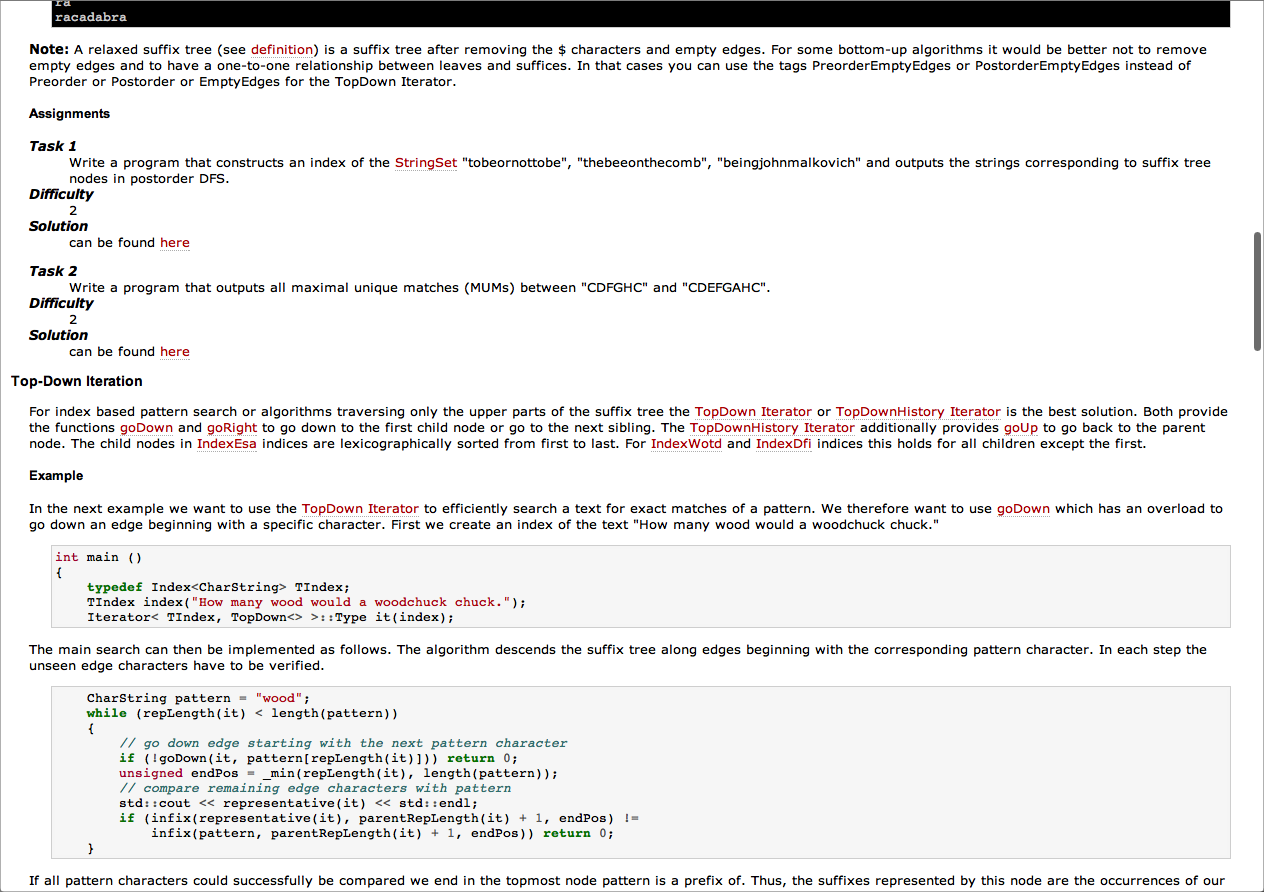 ra
racadabra
Note: A relaxed suffix tree (see definition) is a suffix tree after removing the $ characters and empty edges. For some bottom-up algorithms it would be better not to remove
empty edges and to have a one-to-one relationship between leaves and suffices. In that cases you can use the tags PreorderEmptyEdges or PostorderEmptyEdges instead of
Preorder or Postorder or EmptyEdges for the TopDown Iterator.
Assignments
Task 1
Write a program that constructs an index of the StringSet "tobeornottobe", "thebeeonthecomb", "beingjohnmalkovich" and outputs the strings corresponding to suffix tree
nodes in postorder DFS.
Difficulty
2
Solution
can be found here
Task 2
Write a program that outputs all maximal unique matches (MUMs) between "CDFGHC" and "CDEFGAHC".
Difficulty
2
Solution
can be found here
Top-Down Iteration
For index based pattern search or algorithms traversing only the upper parts of the suffix tree the TopDown Iterator or TopDownHistory Iterator is the best solution. Both provide
the functions goDown and goRight to go down to the first child node or go to the next sibling. The TopDownHistory Iterator additionally provides goUp to go back to the parent
node. The child nodes in IndexEsa indices are lexicographically sorted from first to last. For IndexWotd and IndexDfi indices this holds for all children except the first.
Example
In the next example we want to use the TopDown Iterator to efficiently search a text for exact matches of a pattern. We therefore want to use goDown which has an overload to
go down an edge beginning with a specific character. First we create an index of the text "How many wood would a woodchuck chuck."
int main ()
{
    typedef Index<CharString> TIndex;
    TIndex index("How many wood would a woodchuck chuck.");
    Iterator< TIndex, TopDown<> >::Type it(index);
The main search can then be implemented as follows. The algorithm descends the suffix tree along edges beginning with the corresponding pattern character. In each step the
unseen edge characters have to be verified.
    CharString pattern = "wood";
    while (repLength(it) < length(pattern))
    {
        // go down edge starting with the next pattern character
        if (!goDown(it, pattern[repLength(it)])) return 0;
        unsigned endPos = _min(repLength(it), length(pattern));
        // compare remaining edge characters with pattern
        std::cout << representative(it) << std::endl;
        if (infix(representative(it), parentRepLength(it) + 1, endPos) !=
            infix(pattern, parentRepLength(it) + 1, endPos)) return 0;
    }
If all pattern characters could successfully be compared we end in the topmost node pattern is a prefix of. Thus, the suffixes represented by this node are the occurrences of our